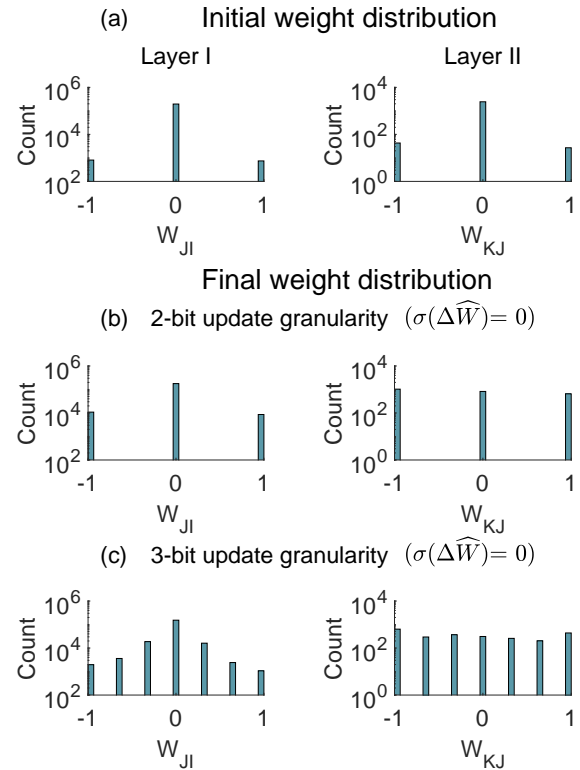 (a) Initial weight distribution
Layer I Layer II
Count 10^6 10^4 10^2
-1 0 1
W_JI
Count 10^4 10^2 10^0
-1 0 1
W_KJ
Final weight distribution
(b) 2-bit update granularity (σ(ΔŴ)= 0)
Count 10^6 10^4 10^2
-1 0 1
W_JI
Count 10^4 10^2 10^0
-1 0 1
W_KJ
(c) 3-bit update granularity (σ(ΔŴ)= 0)
Count 10^6 10^4 10^2
-1 0 1
W_JI
Count 10^4 10^2 10^0
-1 0 1
W_KJ